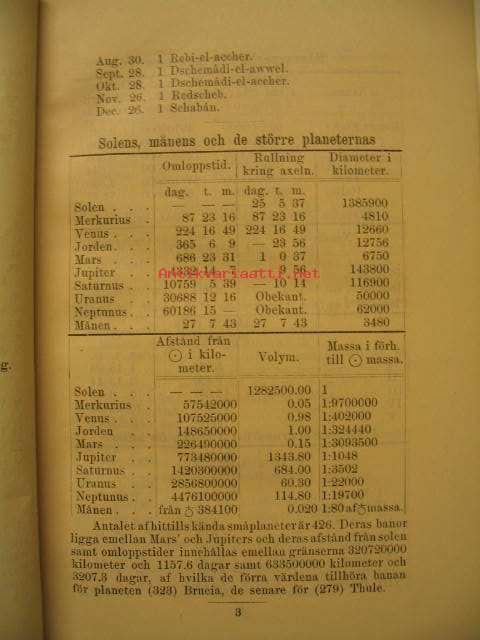 Aug. 30. 1 Rebi-el-accher.
Sept. 28. 1 Dschemâdi-el-awwel.
Okt. 28. 1 Dschemâdi-el-accher.
Nov. 26. 1 Redscheb.
Dec. 26. 1 Schabân.
Solens, månens och de större planeternas
Omloppstid. Rullning kring axeln. Diameter i kilometer.
dag. t. m. dag. t. m.
Solen . . . — — — 25 5 37 1385900
Merkurius . 87 23 16 87 23 16 4810
Venus . . . 224 16 49 224 16 49 12660
Jorden . . . 365 6 9 — 23 56 12756
Mars . . . 686 23 31 1 0 37 6750
Jupiter . . 4332 14 7 9 56 143800
Saturnus . . 10759 5 39 — 10 14 116900
Uranus . . 30688 12 16 Obekant. 50000
Neptunus . . 60186 15 — Obekant. 62000
Månen . . . 27 7 43 27 7 43 3480
Antikvariaatti.net
Afstånd från ⊙ i kilometer. Volym. Massa i förh. till ⊙ massa.
Solen . . . — — — 1282500.00 1
Merkurius . . 57542000 0.05 1:9700000
Venus . . . 107525000 0.98 1:402000
Jorden . . . 148650000 1.00 1:324440
Mars . . . 226490000 0.15 1:3093500
Jupiter . . 773480000 1343.80 1:1048
Saturnus . . 1420300000 684.00 1:3502
Uranus . . 2856800000 60.30 1:22000
Neptunus . . 4476100000 114.80 1:19700
Månen . . . från ♁ 384100 0.020 1:80 af ♁ massa.
Antalet af hittills kända småplaneter är 426. Deras banor
ligga emellan Mars' och Jupiters och deras afstånd från solen
samt omloppstider innehållas emellan gränserna 320720000
kilometer och 1157.6 dagar samt 633500000 kilometer och
3207.3 dagar, af hvilka de förra värdena tillhöra banan
för planeten (323) Brucia, de senare för (279) Thule.
3
g.